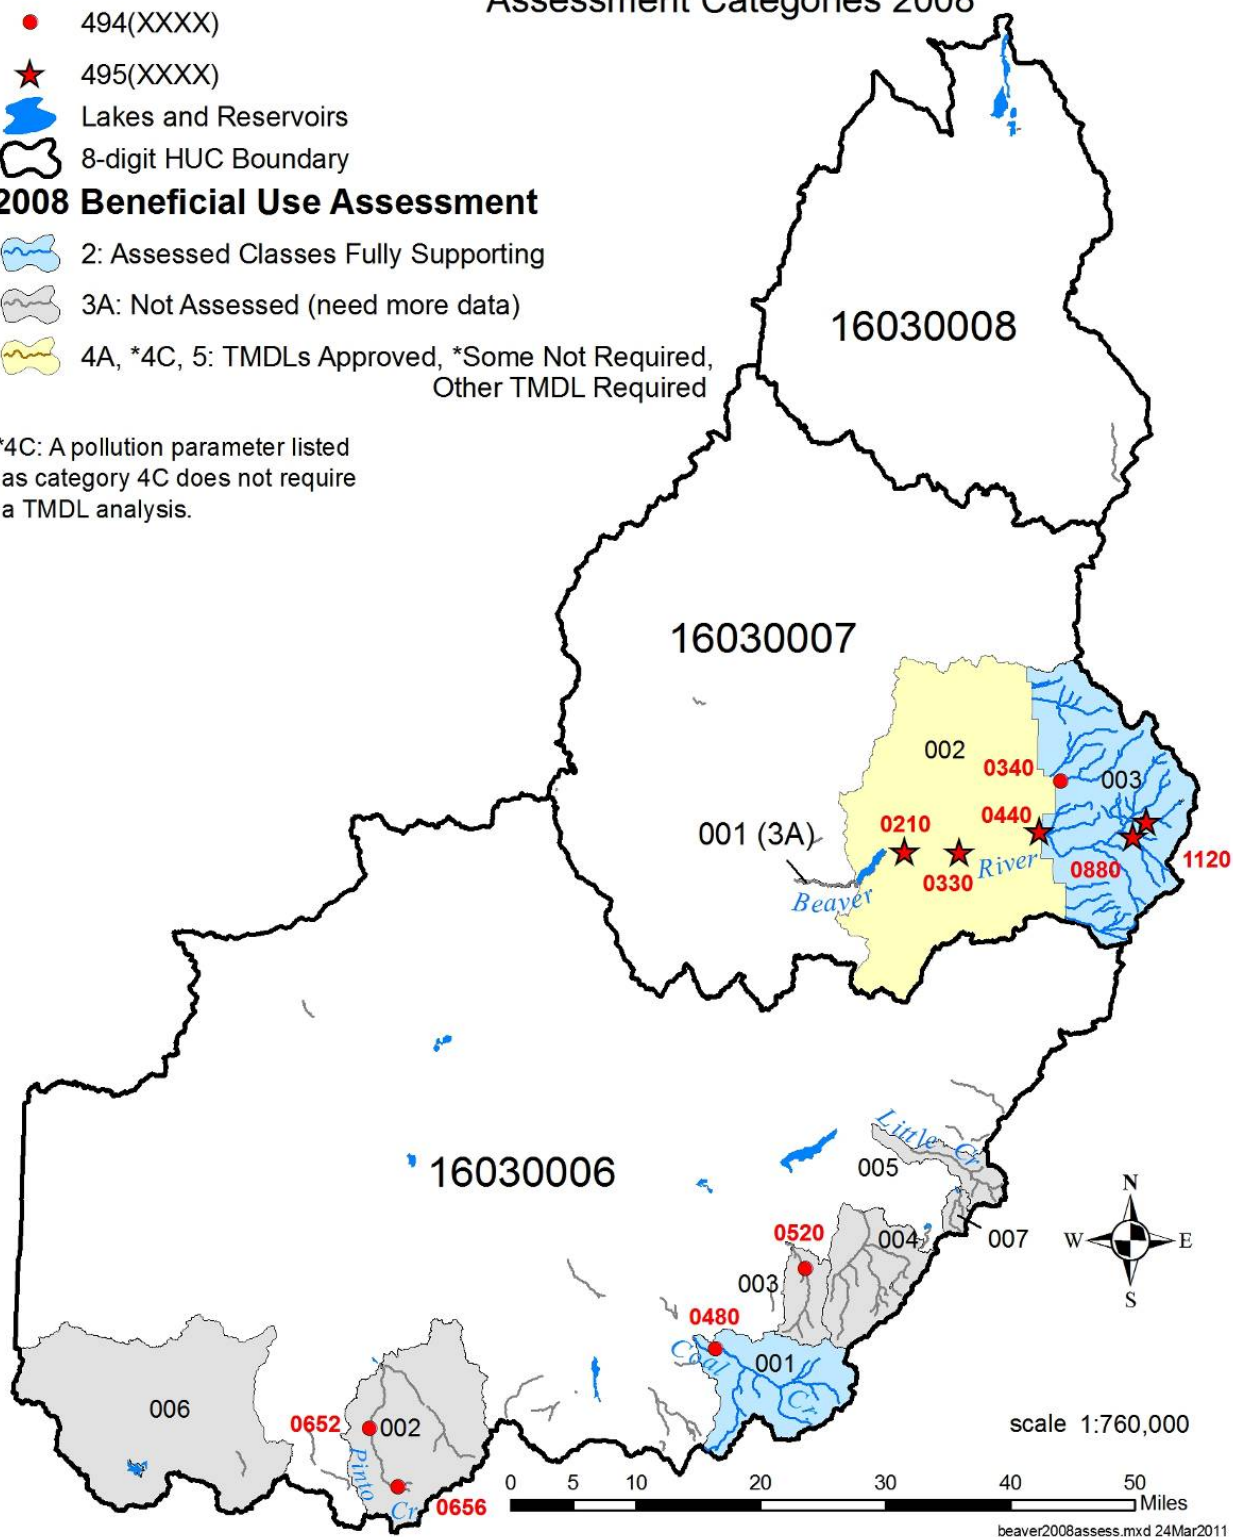 Assessment Categories 2008
494(XXXX)
495(XXXX)
Lakes and Reservoirs
8-digit HUC Boundary
2008 Beneficial Use Assessment
2: Assessed Classes Fully Supporting
3A: Not Assessed (need more data)
4A, *4C, 5: TMDLs Approved, *Some Not Required,
Other TMDL Required
*4C: A pollution parameter listed
as category 4C does not require
a TMDL analysis.
16030008
16030007
002
0340
003
0440
0210
001 (3A)
River
0330
0880
1120
Beaver
Little Cr.
005
16030006
004
007
0520
003
0480
Coal Cr.
001
006
0652
002
Pinto Cr
0656
N
W
E
S
scale 1:760,000
0 5 10 20 30 40 50
Miles
beaver2008assess.mxd 24Mar2011